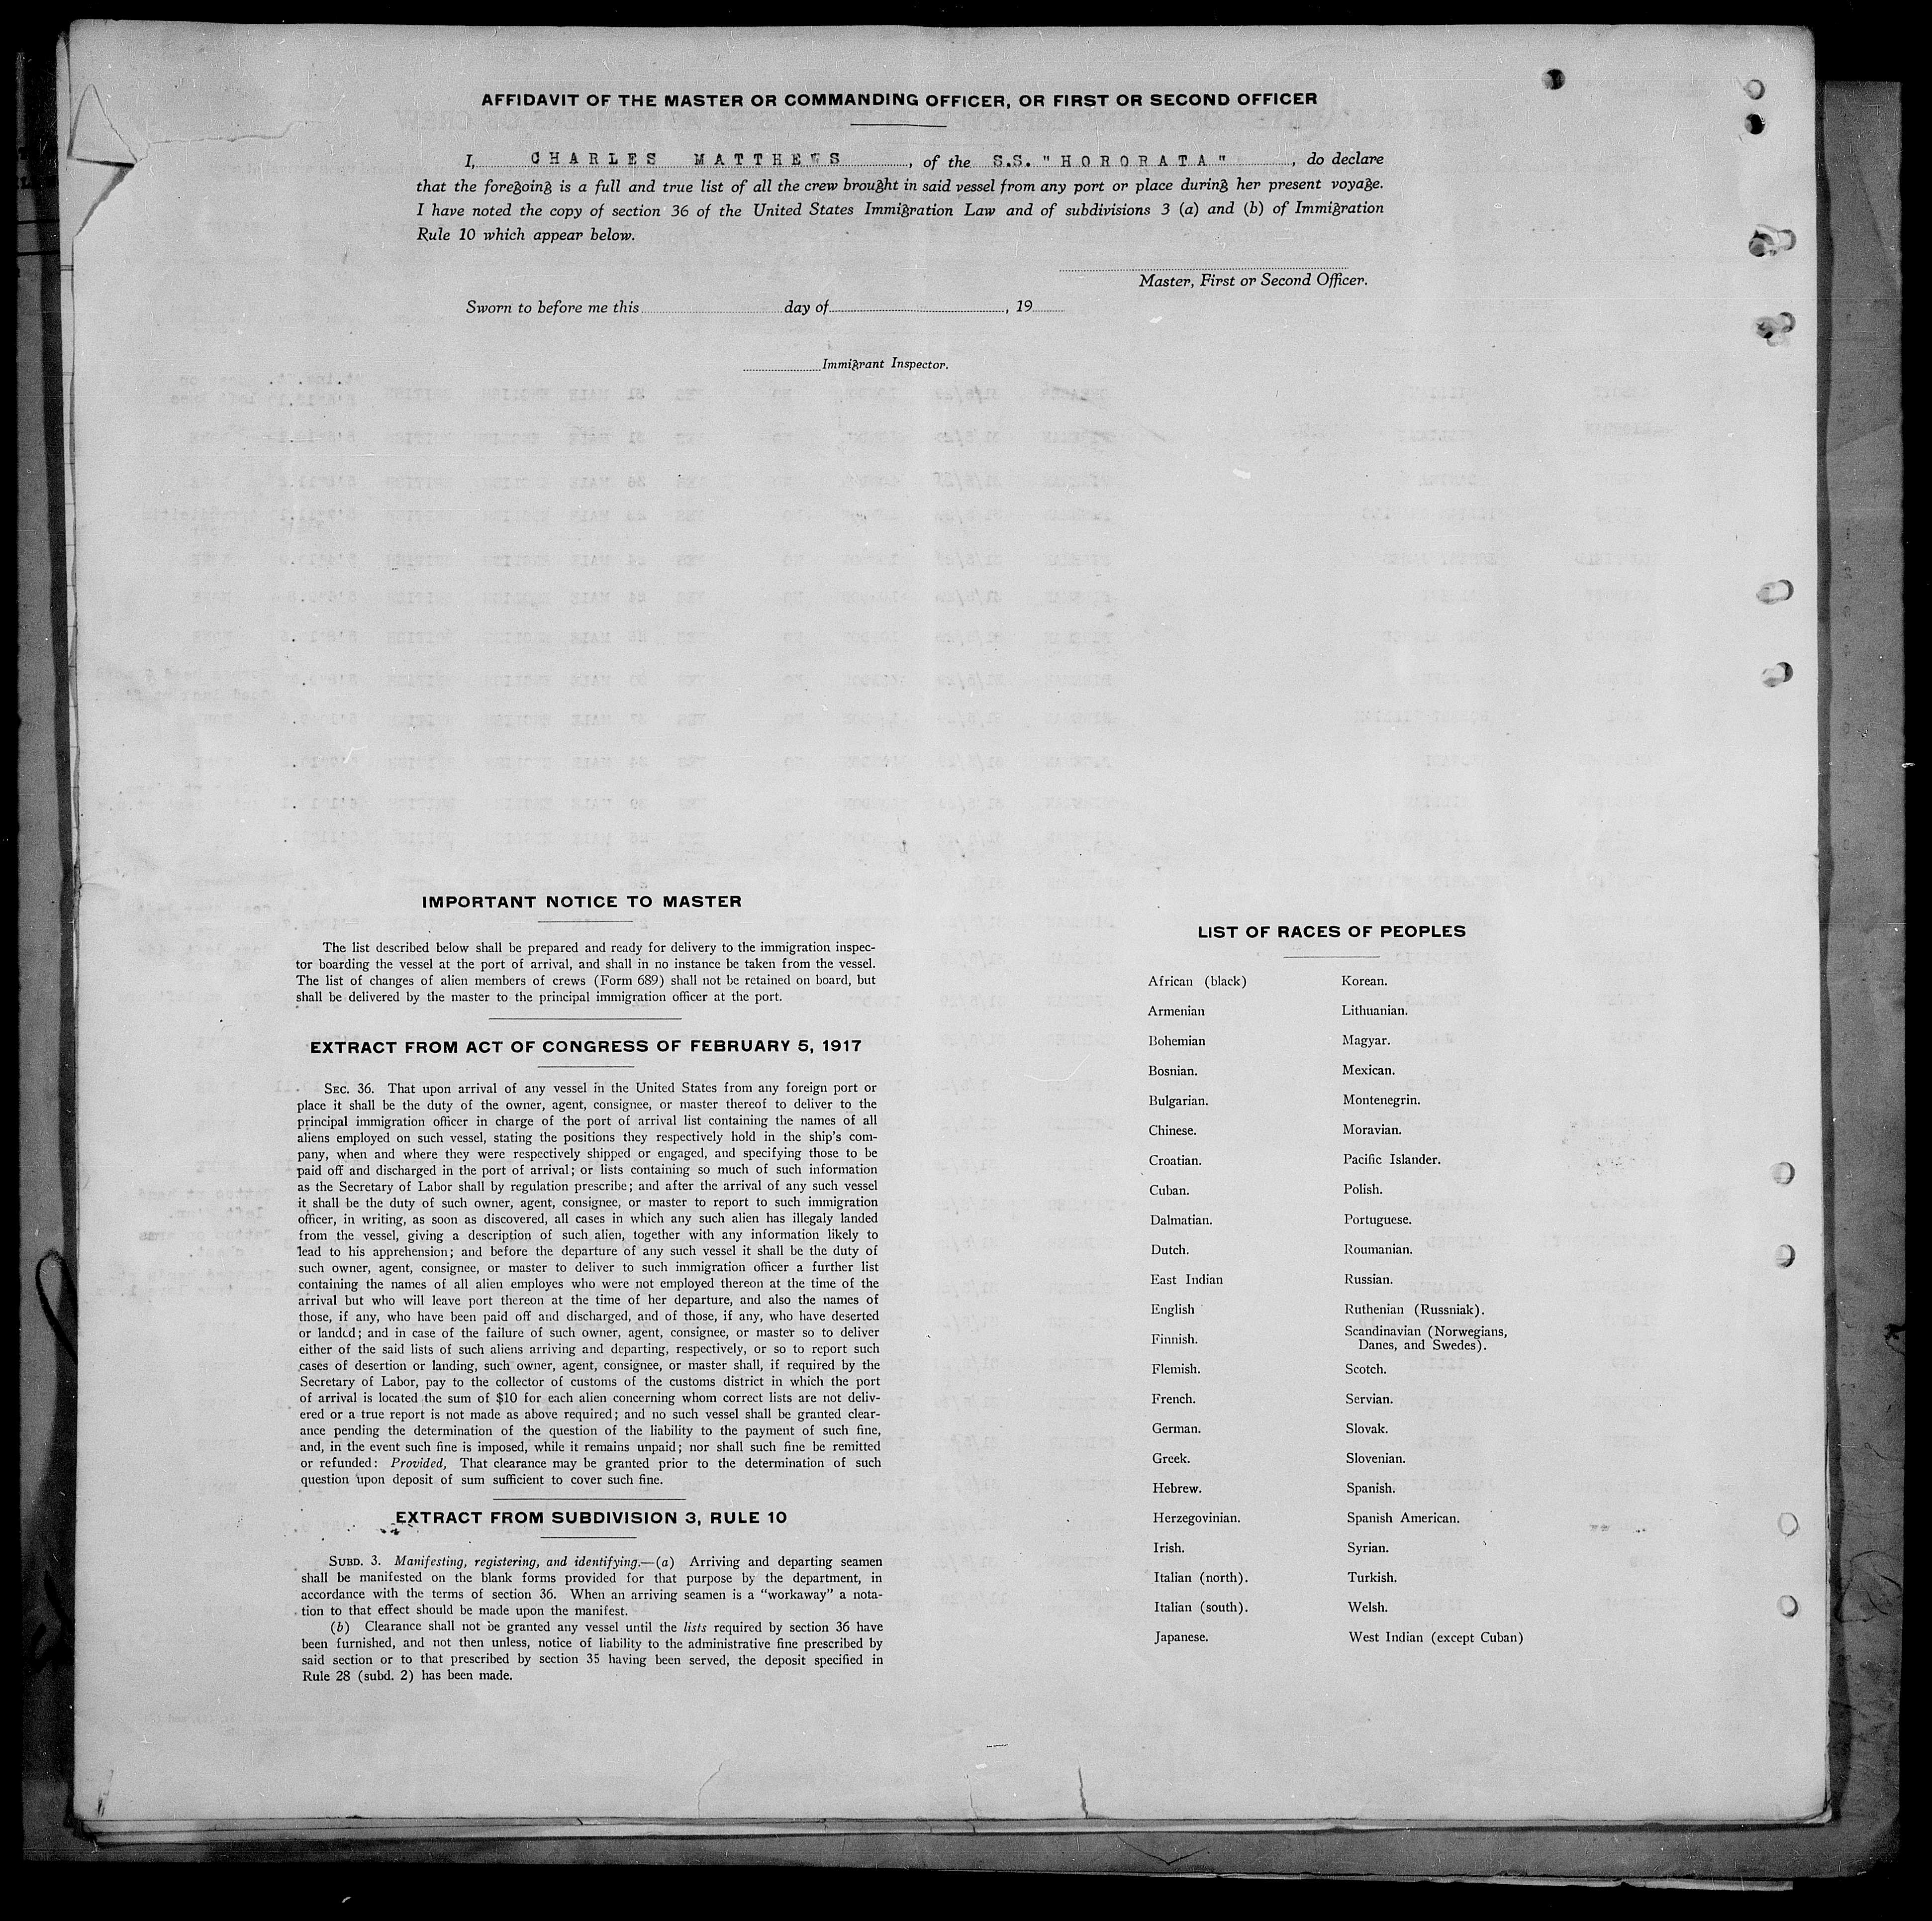 AFFIDAVIT OF THE MASTER OR COMMANDING OFFICER, OR FIRST OR SECOND OFFICER
I, CHARLES MATTHEWS, of the S.S. "HORORATA", do declare
that the foregoing is a full and true list of all the crew brought in said vessel from any port or place during her present voyage.
I have noted the copy of section 36 of the United States Immigration Law and of subdivisions 3 (a) and (b) of Immigration
Rule 10 which appear below.
Master, First or Second Officer.
Sworn to before me this day of , 19
Immigrant Inspector.
IMPORTANT NOTICE TO MASTER
The list described below shall be prepared and ready for delivery to the immigration inspec-
tor boarding the vessel at the port of arrival, and shall in no instance be taken from the vessel.
The list of changes of alien members of crews (Form 689) shall not be retained on board, but
shall be delivered by the master to the principal immigration officer at the port.
EXTRACT FROM ACT OF CONGRESS OF FEBRUARY 5, 1917
SEC. 36. That upon arrival of any vessel in the United States from any foreign port or
place it shall be the duty of the owner, agent, consignee, or master thereof to deliver to the
principal immigration officer in charge of the port of arrival list containing the names of all
aliens employed on such vessel, stating the positions they respectively hold in the ship's com-
pany, when and where they were respectively shipped or engaged, and specifying those to be
paid off and discharged in the port of arrival; or lists containing so much of such information
as the Secretary of Labor shall by regulation prescribe; and after the arrival of any such vessel
it shall be the duty of such owner, agent, consignee, or master to report to such immigration
officer, in writing, as soon as discovered, all cases in which any such alien has illegaly landed
from the vessel, giving a description of such alien, together with any information likely to
lead to his apprehension; and before the departure of any such vessel it shall be the duty of
such owner, agent, consignee, or master to deliver to such immigration officer a further list
containing the names of all alien employes who were not employed thereon at the time of the
arrival but who will leave port thereon at the time of her departure, and also the names of
those, if any, who have been paid off and discharged, and of those, if any, who have deserted
or landed; and in case of the failure of such owner, agent, consignee, or master so to deliver
either of the said lists of such aliens arriving and departing, respectively, or so to report such
cases of desertion or landing, such owner, agent, consignee, or master shall, if required by the
Secretary of Labor, pay to the collector of customs of the customs district in which the port
of arrival is located the sum of $10 for each alien concerning whom correct lists are not deliv-
ered or a true report is not made as above required; and no such vessel shall be granted clear-
ance pending the determination of the question of the liability to the payment of such fine,
and, in the event such fine is imposed, while it remains unpaid; nor shall such fine be remitted
or refunded: Provided, That clearance may be granted prior to the determination of such
question upon deposit of sum sufficient to cover such fine.
EXTRACT FROM SUBDIVISION 3, RULE 10
SUBD. 3. Manifesting, registering, and identifying.—(a) Arriving and departing seamen
shall be manifested on the blank forms provided for that purpose by the department, in
accordance with the terms of section 36. When an arriving seamen is a "workaway" a nota-
tion to that effect should be made upon the manifest.
(b) Clearance shall not be granted any vessel until the lists required by section 36 have
been furnished, and not then unless, notice of liability to the administrative fine prescribed by
said section or to that prescribed by section 35 having been served, the deposit specified in
Rule 28 (subd. 2) has been made.
LIST OF RACES OF PEOPLES
African (black) Korean.
Armenian Lithuanian.
Bohemian Magyar.
Bosnian. Mexican.
Bulgarian. Montenegrin.
Chinese. Moravian.
Croatian. Pacific Islander.
Cuban. Polish.
Dalmatian. Portuguese.
Dutch. Roumanian.
East Indian Russian.
English Ruthenian (Russniak).
Finnish. Scandinavian (Norwegians,
Danes, and Swedes).
Flemish. Scotch.
French. Servian.
German. Slovak.
Greek. Slovenian.
Hebrew. Spanish.
Herzegovinian. Spanish American.
Irish. Syrian.
Italian (north). Turkish.
Italian (south). Welsh.
Japanese. West Indian (except Cuban)